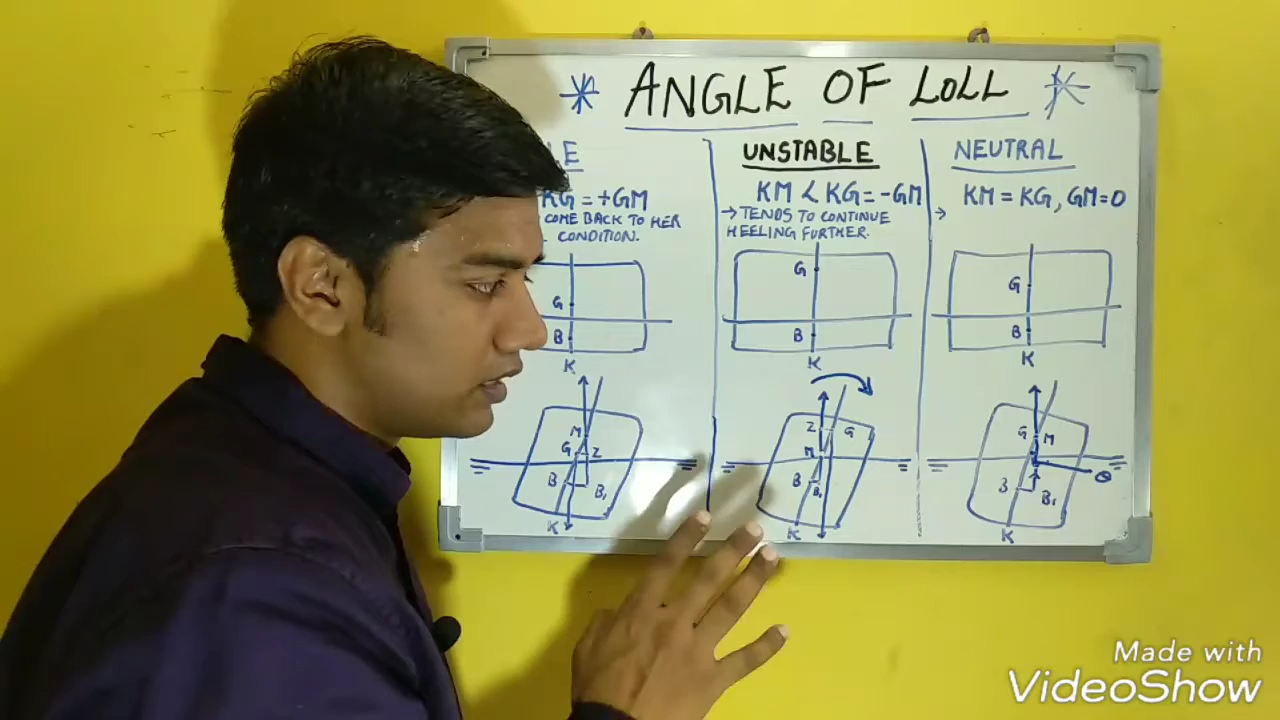 * ANGLE OF LOLL *
LE
KG = +GM
COME BACK TO HER
CONDITION.
G
B
K
M
G Z
B B₁
K
UNSTABLE
KM < KG = -GM
→ TENDS TO CONTINUE
HEELING FURTHER.
G
B
K
Z G
M
B B₁
K
NEUTRAL
KM = KG, GM=0
→
G
B
K
G M
B B₁
K
Made with
VideoShow